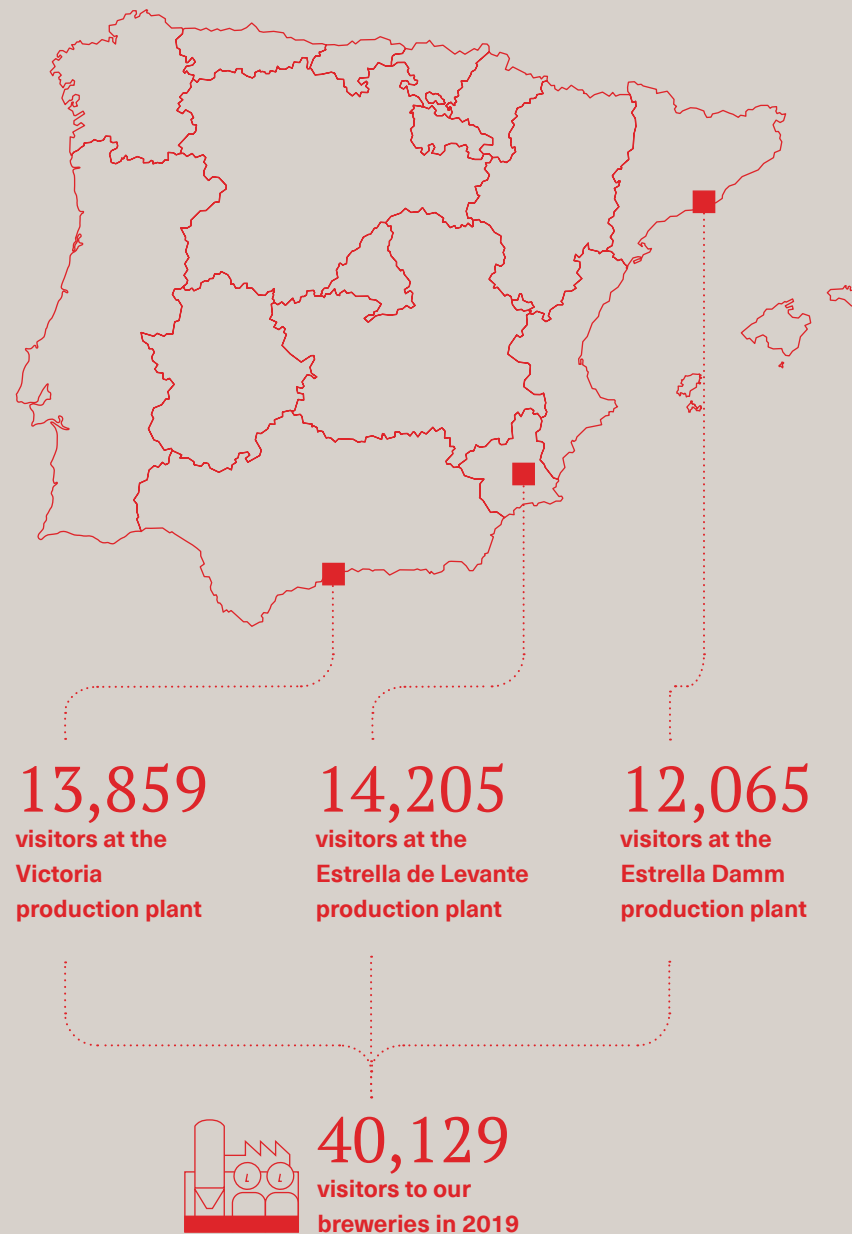 13,859
visitors at the
Victoria
production plant
14,205
visitors at the
Estrella de Levante
production plant
12,065
visitors at the
Estrella Damm
production plant
L L
40,129
visitors to our
breweries in 2019